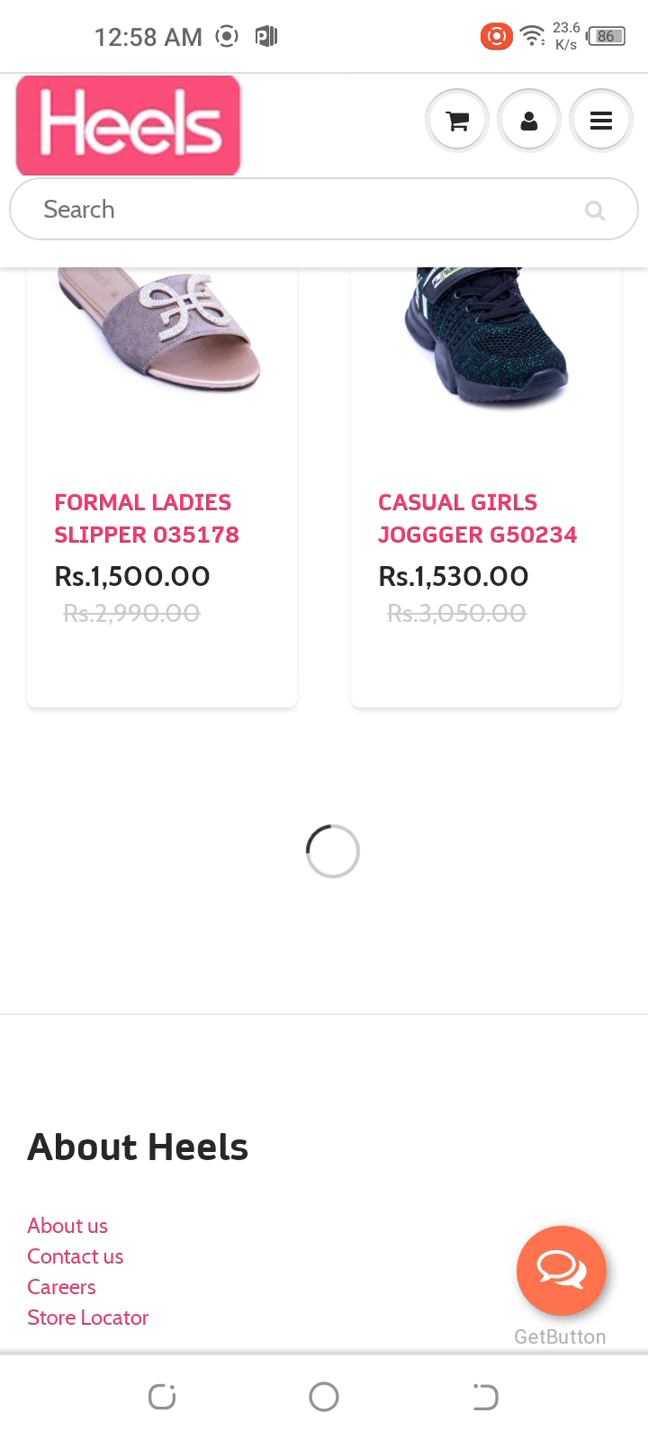 12:58 AM
23.6
K/s
86
Heels
Search
FORMAL LADIES
SLIPPER 035178
Rs.1,500.00
Rs.2,990.00
CASUAL GIRLS
JOGGGER G50234
Rs.1,530.00
Rs.3,050.00
About Heels
About us
Contact us
Careers
Store Locator
GetButton